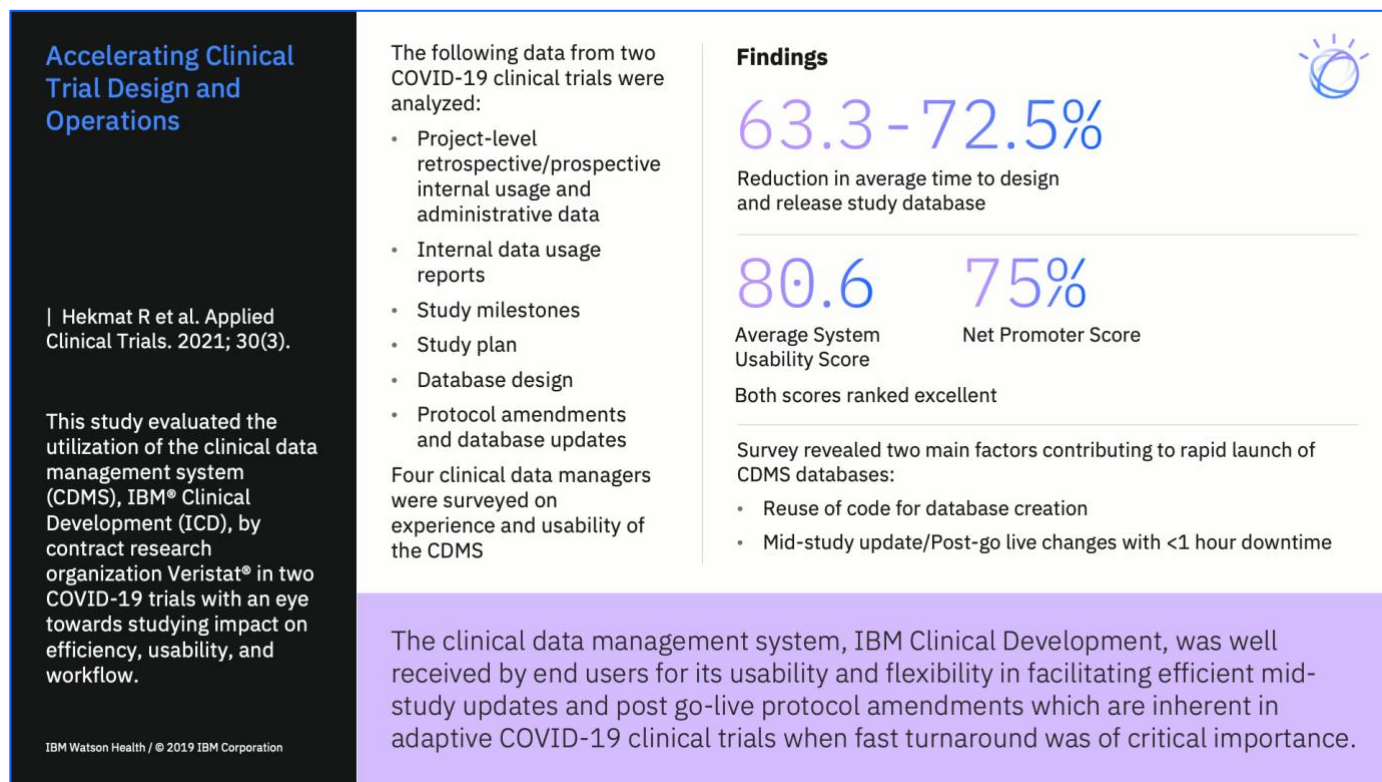 Accelerating Clinical
Trial Design and
Operations
| Hekmat R et al. Applied
Clinical Trials. 2021; 30(3).
This study evaluated the
utilization of the clinical data
management system
(CDMS), IBM® Clinical
Development (ICD), by
contract research
organization Veristat® in two
COVID-19 trials with an eye
towards studying impact on
efficiency, usability, and
workflow.
IBM Watson Health / © 2019 IBM Corporation
The following data from two
COVID-19 clinical trials were
analyzed:
• Project-level
retrospective/prospective
internal usage and
administrative data
• Internal data usage
reports
• Study milestones
• Study plan
• Database design
• Protocol amendments
and database updates
Four clinical data managers
were surveyed on
experience and usability of
the CDMS
Findings
63.3-72.5%
Reduction in average time to design
and release study database
80.6
Average System
Usability Score
75%
Net Promoter Score
Both scores ranked excellent
Survey revealed two main factors contributing to rapid launch of
CDMS databases:
• Reuse of code for database creation
• Mid-study update/Post-go live changes with <1 hour downtime
The clinical data management system, IBM Clinical Development, was well
received by end users for its usability and flexibility in facilitating efficient mid-
study updates and post go-live protocol amendments which are inherent in
adaptive COVID-19 clinical trials when fast turnaround was of critical importance.